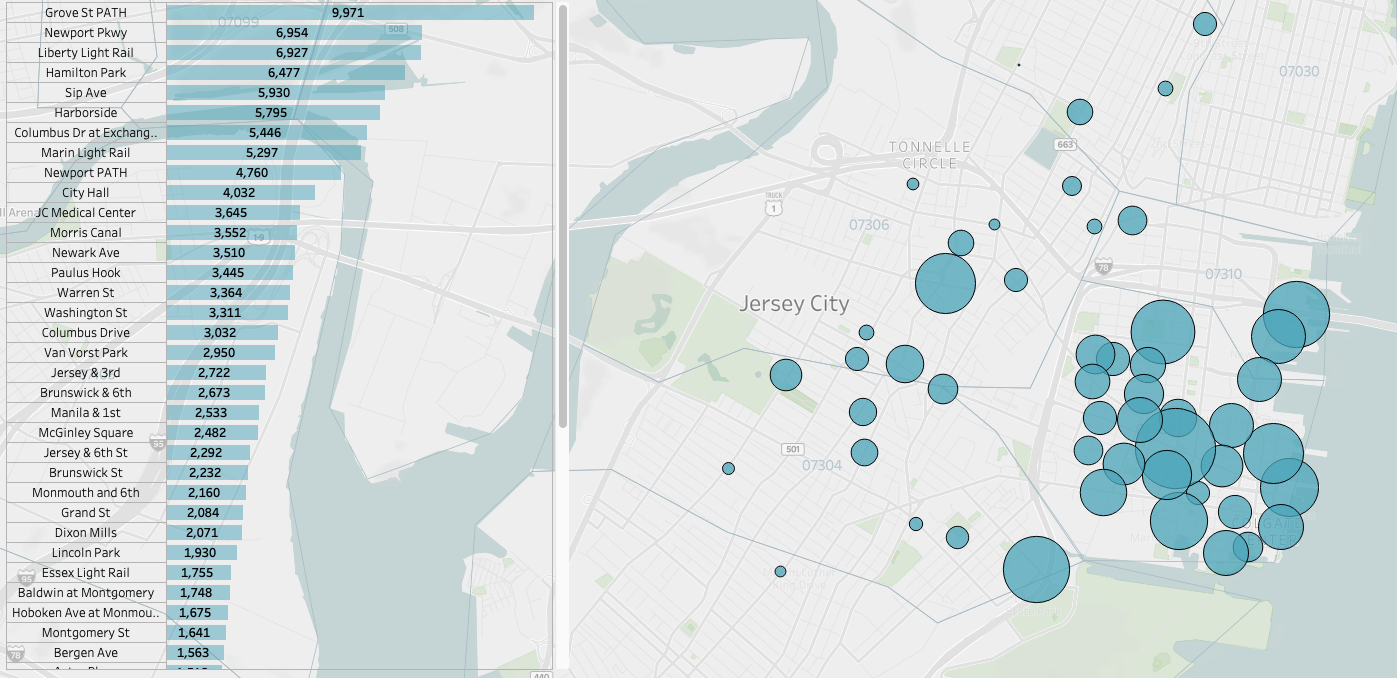 Grove St PATH 9,971
Newport Pkwy 6,954
Liberty Light Rail 6,927
Hamilton Park 6,477
Sip Ave 5,930
Harborside 5,795
Columbus Dr at Exchang.. 5,446
Marin Light Rail 5,297
Newport PATH 4,760
City Hall 4,032
JC Medical Center 3,645
Morris Canal 3,552
Newark Ave 3,510
Paulus Hook 3,445
Warren St 3,364
Washington St 3,311
Columbus Drive 3,032
Van Vorst Park 2,950
Jersey & 3rd 2,722
Brunswick & 6th 2,673
Manila & 1st 2,533
McGinley Square 2,482
Jersey & 6th St 2,292
Brunswick St 2,232
Monmouth and 6th 2,160
Grand St 2,084
Dixon Mills 2,071
Lincoln Park 1,930
Essex Light Rail 1,755
Baldwin at Montgomery 1,748
Hoboken Ave at Monmou.. 1,675
Montgomery St 1,641
Bergen Ave 1,563
07099
508
1-9
95
95
78
440
07030
663
TONNELLE
CIRCLE
TRUCK
1
07306
78
07310
Jersey City
501
07304